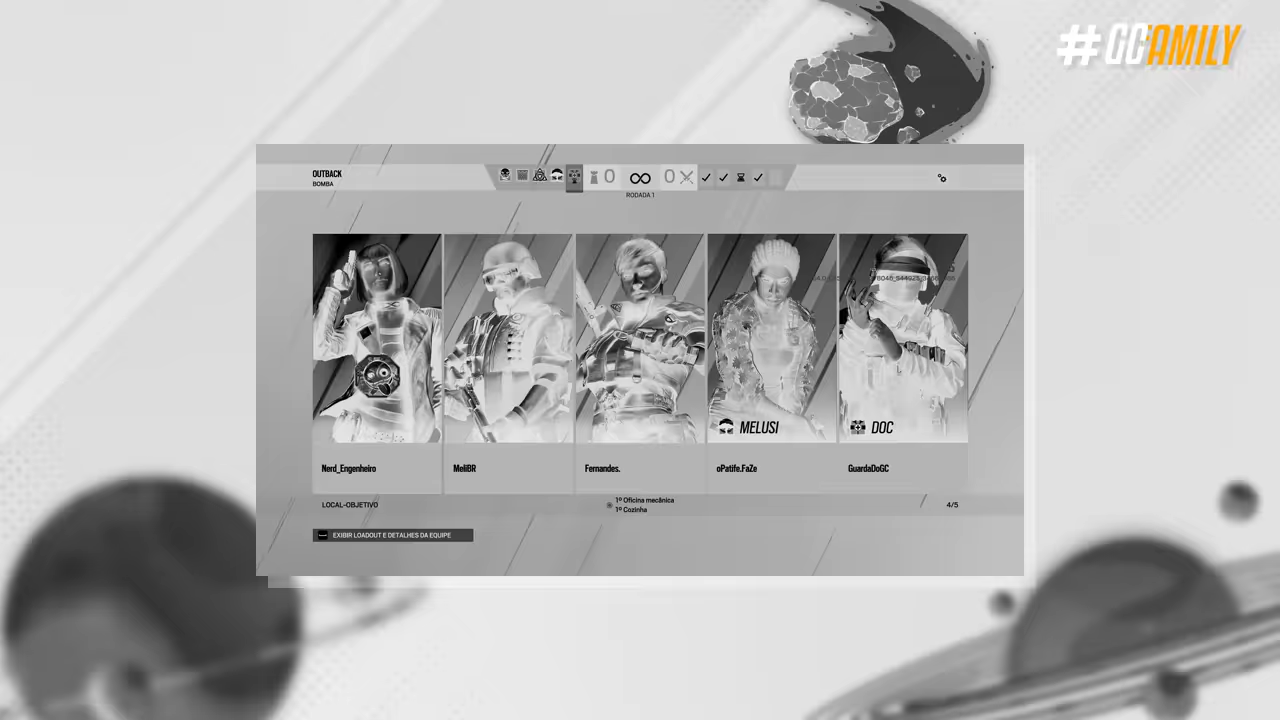 #GCFAMILY
OUTBACK
BOMBA
0 ∞ 0
RODADA 1
MELUSI
DOC
Nerd_Engenheiro
MeliBR
Fernandes.
oPatife.FaZe
GuardaDoGC
LOCAL-OBJETIVO
1º Oficina mecânica
1º Cozinha
4/5
EXIBIR LOADOUT E DETALHES DA EQUIPE